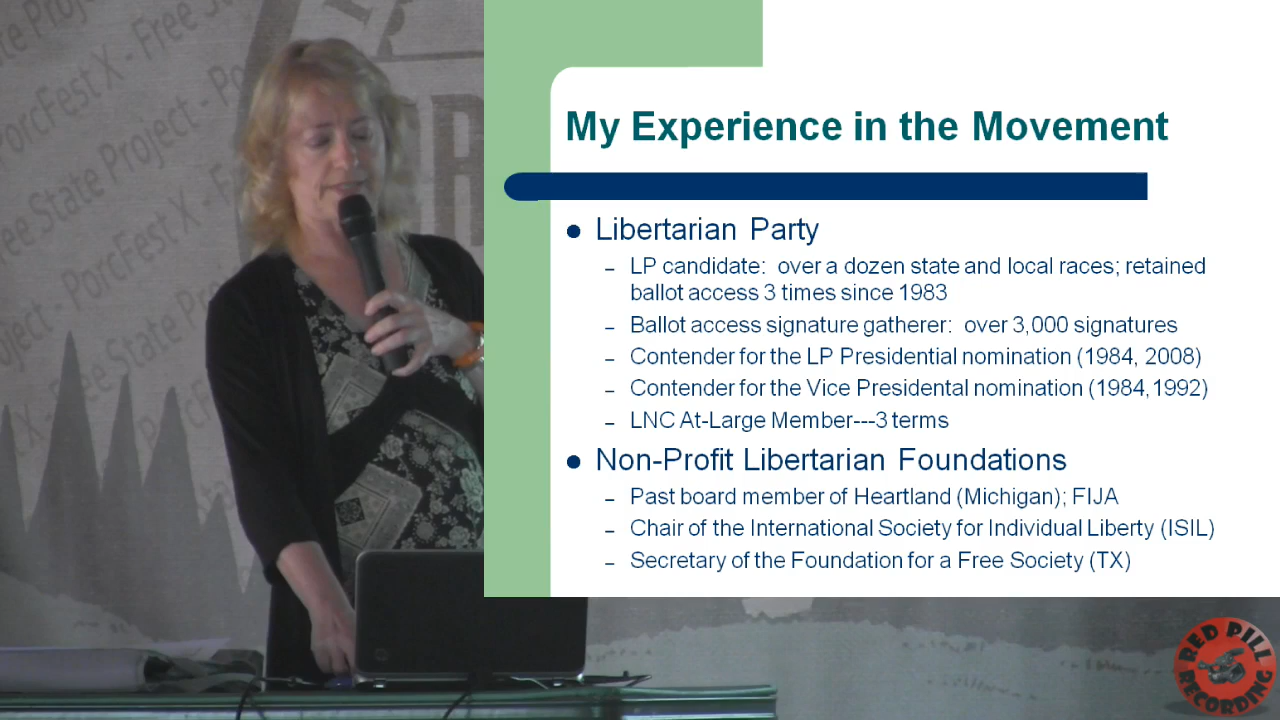 My Experience in the Movement
● Libertarian Party
– LP candidate:  over a dozen state and local races; retained
ballot access 3 times since 1983
– Ballot access signature gatherer:  over 3,000 signatures
– Contender for the LP Presidential nomination (1984, 2008)
– Contender for the Vice Presidental nomination (1984,1992)
– LNC At-Large Member---3 terms
● Non-Profit Libertarian Foundations
– Past board member of Heartland (Michigan); FIJA
– Chair of the International Society for Individual Liberty (ISIL)
– Secretary of the Foundation for a Free Society (TX)
PorcFest X - Free
Free State Project - 
PorcFest X - 
Free State Project
RED PILL
RECORDING